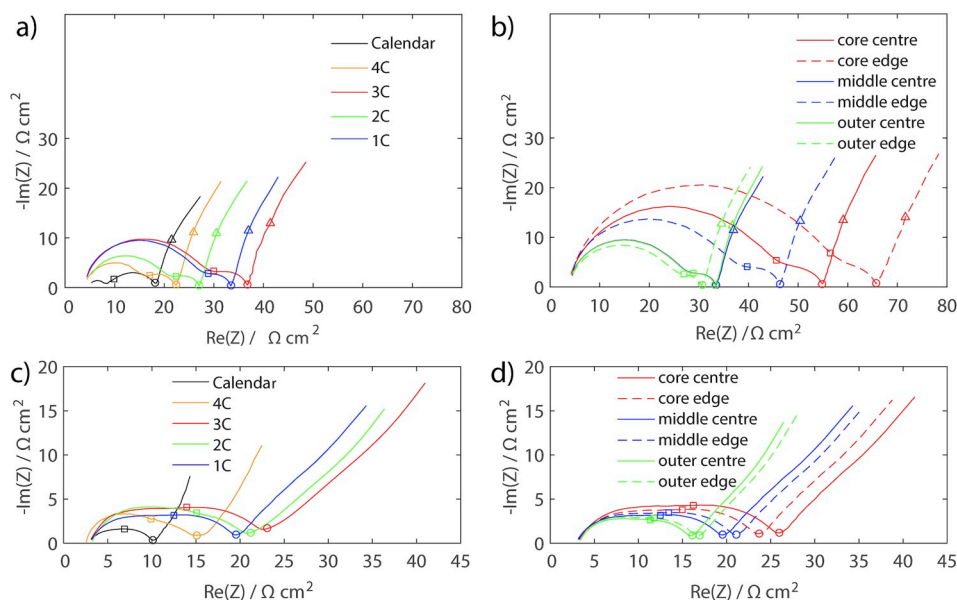 a)
-Im(Z) / Ω cm²
30
20
10
0
0 10 20 30 40 50 60 70 80
Re(Z) / Ω cm²
Calendar
4C
3C
2C
1C
b)
-Im(Z) / Ω cm²
30
20
10
0
0 10 20 30 40 50 60 70 80
Re(Z) / Ω cm²
core centre
core edge
middle centre
middle edge
outer centre
outer edge
c)
-Im(Z) / Ω cm²
20
15
10
5
0
0 5 10 15 20 25 30 35 40 45
Re(Z) / Ω cm²
Calendar
4C
3C
2C
1C
d)
-Im(Z) / Ω cm²
20
15
10
5
0
0 5 10 15 20 25 30 35 40 45
Re(Z) / Ω cm²
core centre
core edge
middle centre
middle edge
outer centre
outer edge